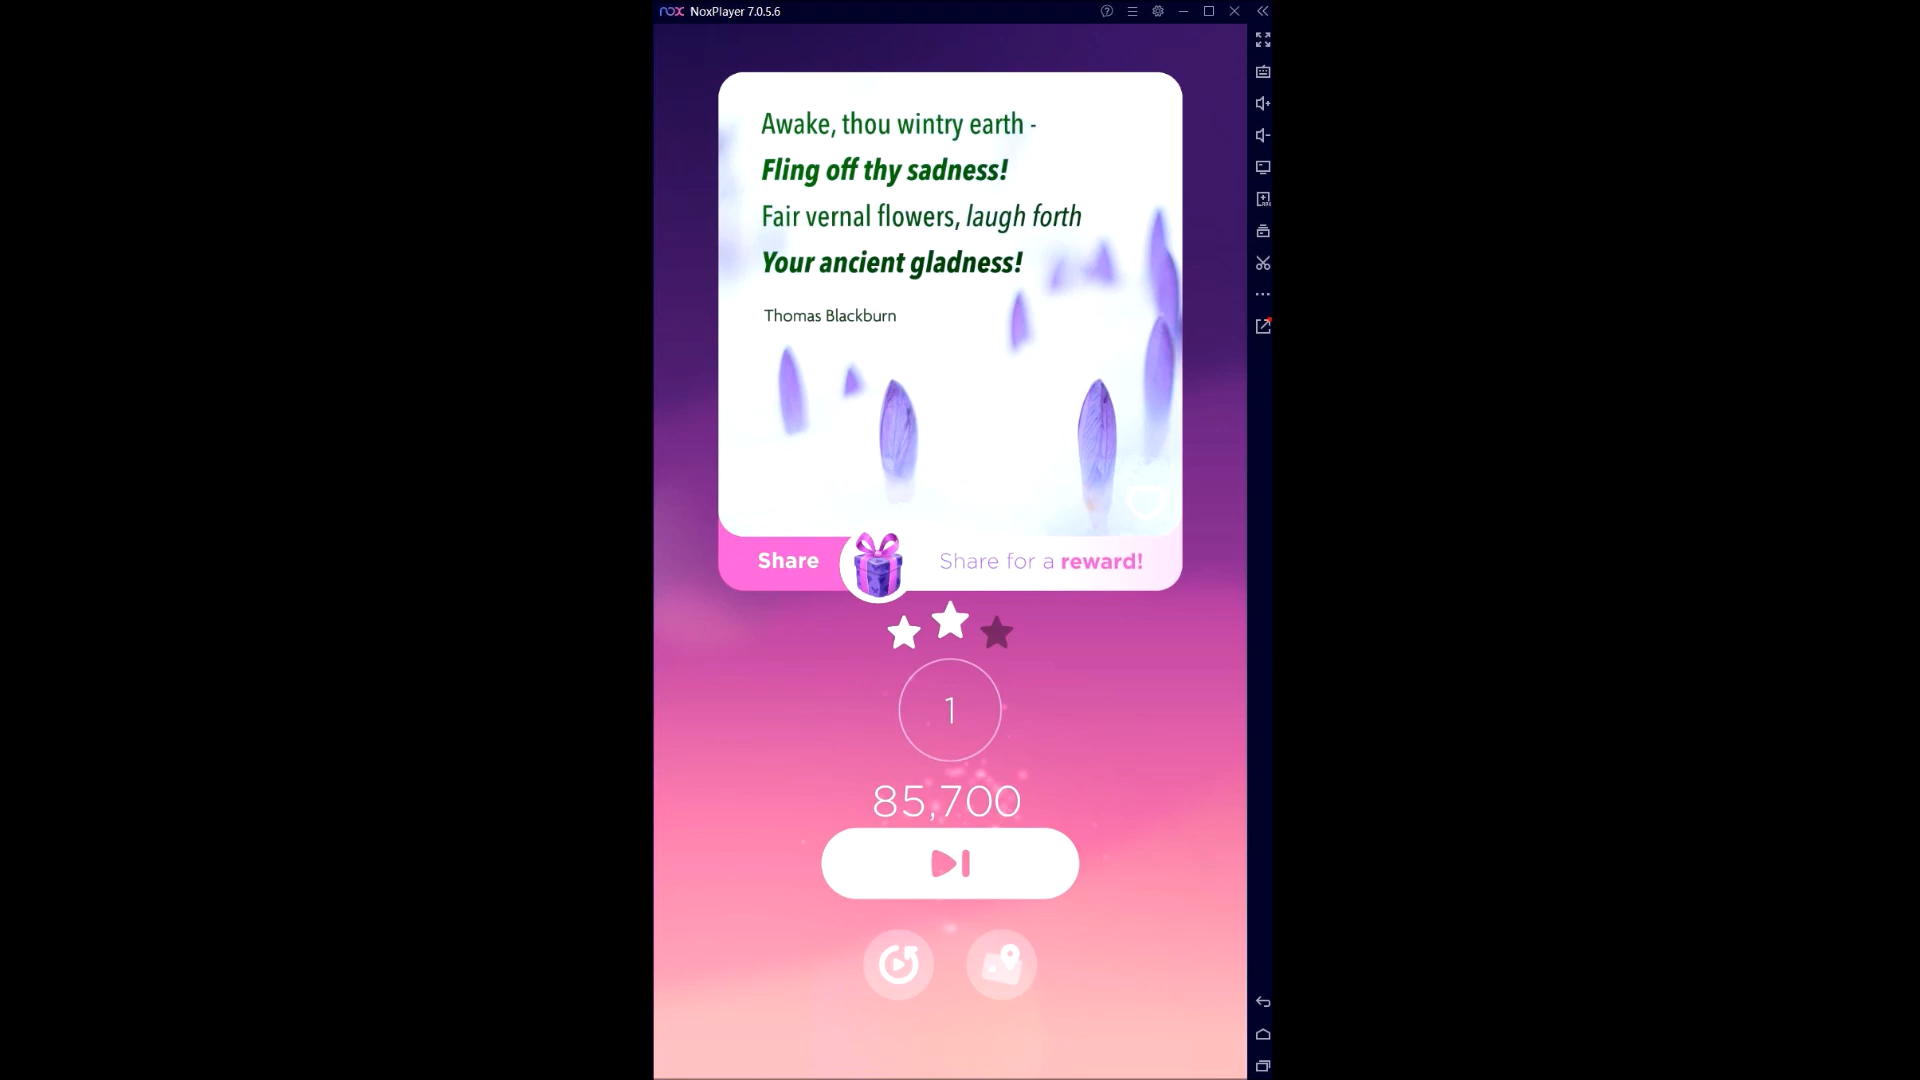 nox NoxPlayer 7.0.5.6
Awake, thou wintry earth -
Fling off thy sadness!
Fair vernal flowers, laugh forth
Your ancient gladness!
Thomas Blackburn
Share
Share for a reward!
1
85,700